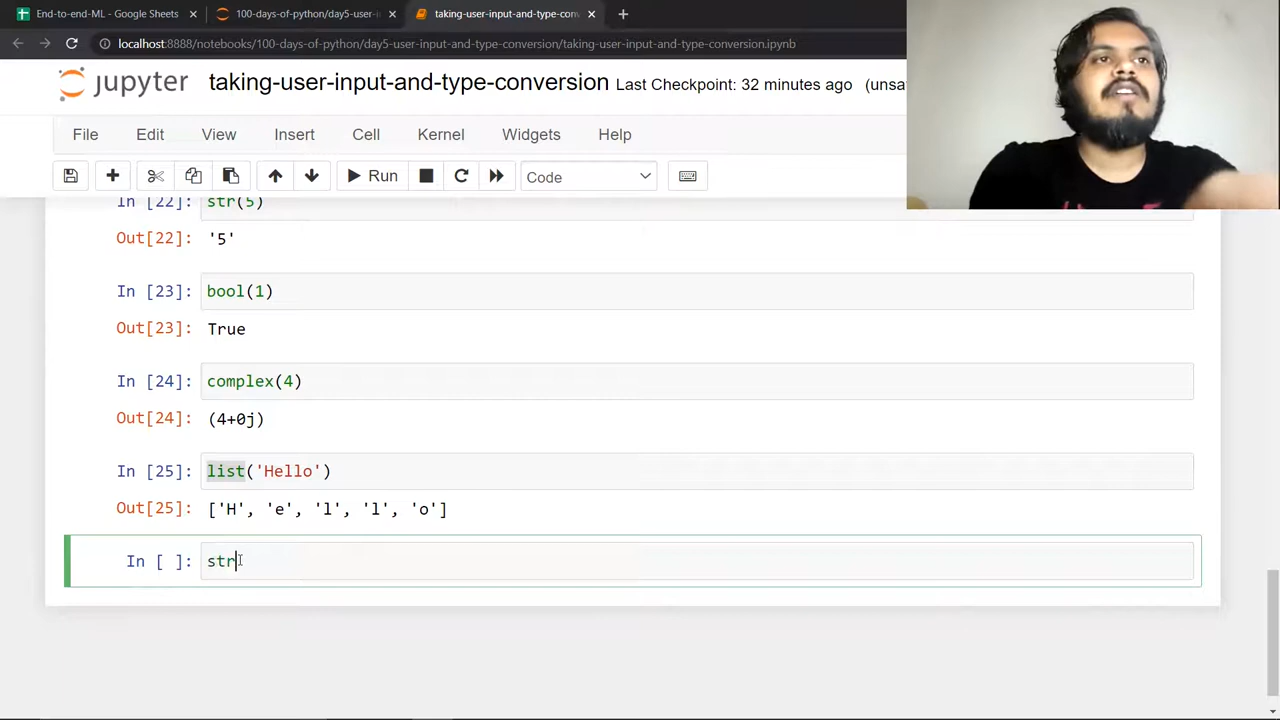 End-to-end-ML - Google Sheets
100-days-of-python/day5-user-i
taking-user-input-and-type-con
localhost:8888/notebooks/100-days-of-python/day5-user-input-and-type-conversion/taking-user-input-and-type-conversion.ipynb
jupyter taking-user-input-and-type-conversion Last Checkpoint: 32 minutes ago (unsa
File Edit View Insert Cell Kernel Widgets Help
Run Code
In [22]: str(5)
Out[22]: '5'
In [23]: bool(1)
Out[23]: True
In [24]: complex(4)
Out[24]: (4+0j)
In [25]: list('Hello')
Out[25]: ['H', 'e', 'l', 'l', 'o']
In [ ]: str